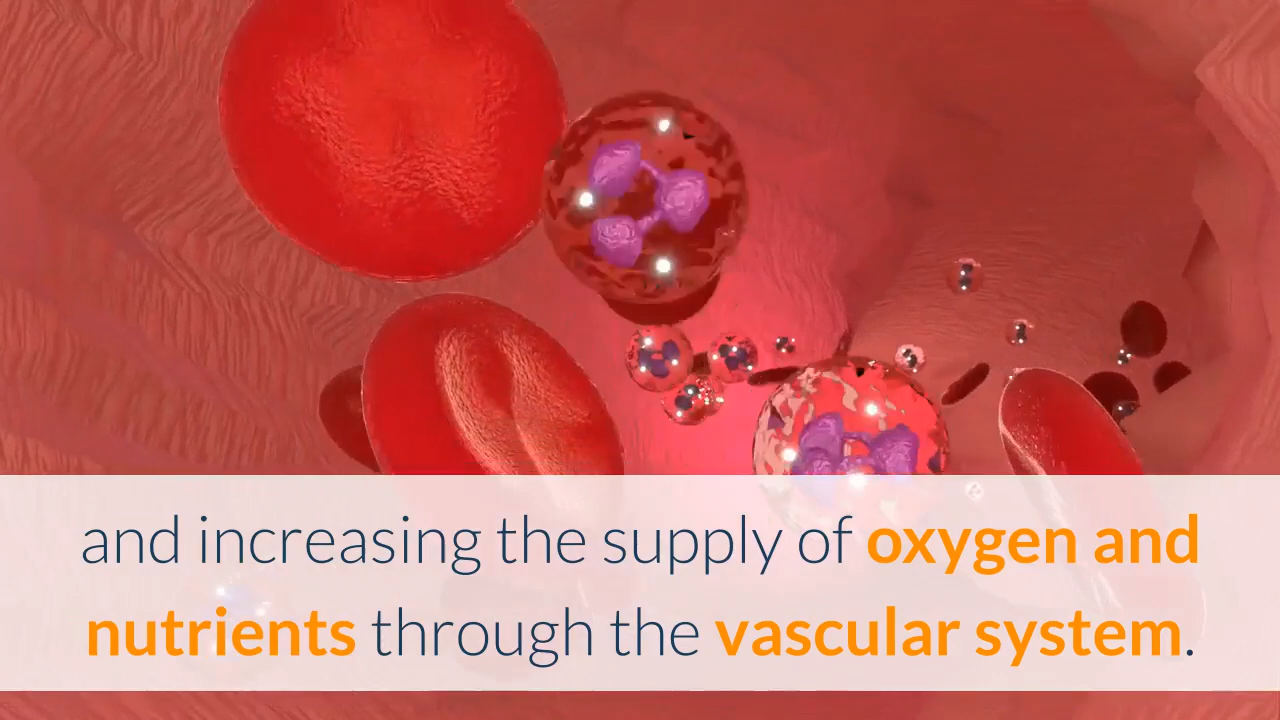 and increasing the supply of oxygen and
nutrients through the vascular system.